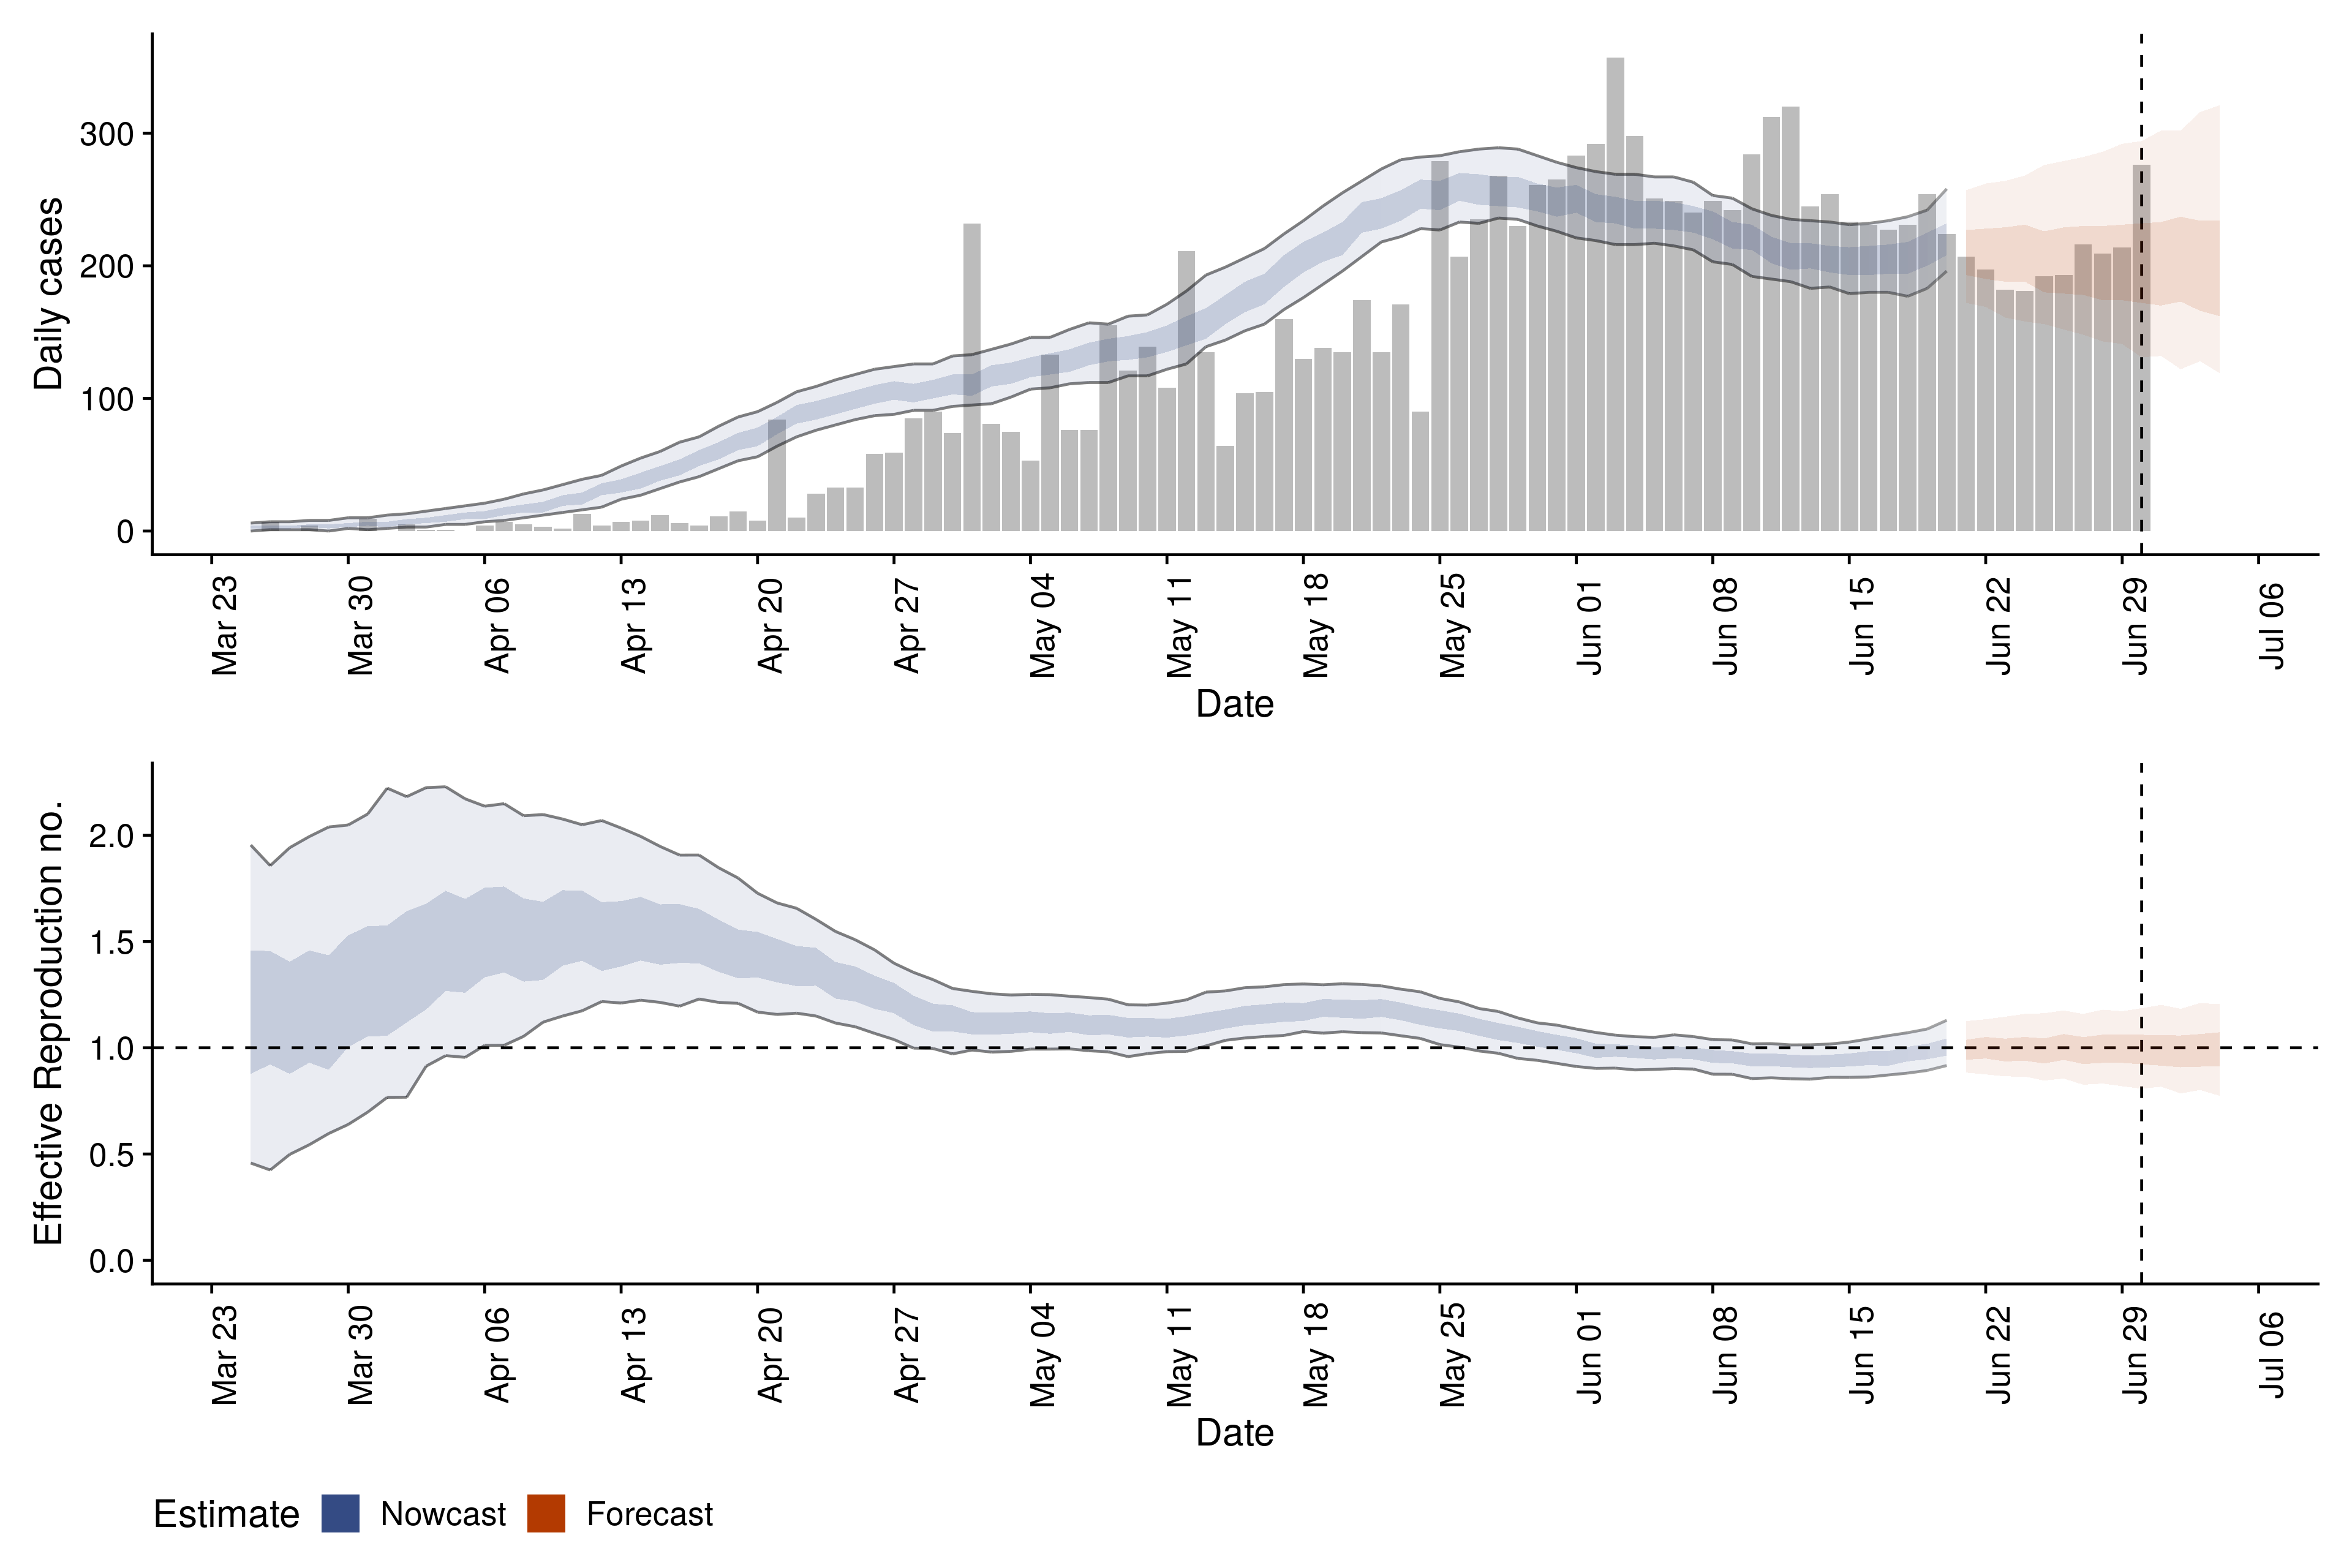 Daily cases
300
200
100
0
Mar 23
Mar 30
Apr 06
Apr 13
Apr 20
Apr 27
May 04
May 11
May 18
May 25
Jun 01
Jun 08
Jun 15
Jun 22
Jun 29
Jul 06
Date
Effective Reproduction no.
2.0
1.5
1.0
0.5
0.0
Mar 23
Mar 30
Apr 06
Apr 13
Apr 20
Apr 27
May 04
May 11
May 18
May 25
Jun 01
Jun 08
Jun 15
Jun 22
Jun 29
Jul 06
Date
Estimate Nowcast Forecast